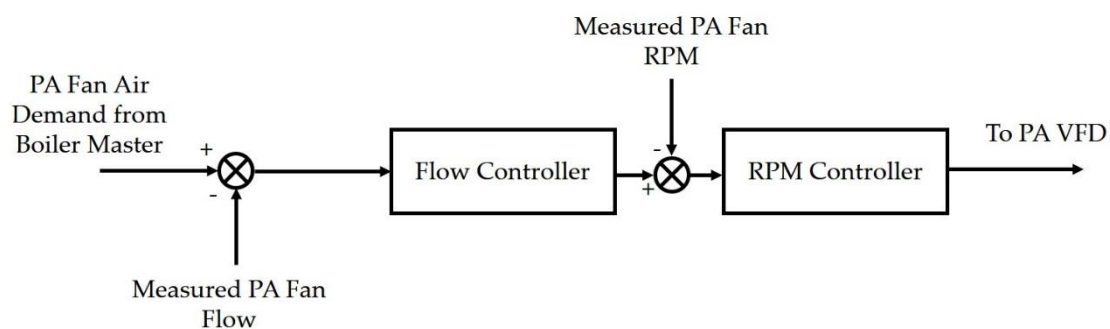 PA Fan Air
Demand from
Boiler Master
+
-
Measured PA Fan
Flow
Flow Controller
Measured PA Fan
RPM
-
+
RPM Controller
To PA VFD